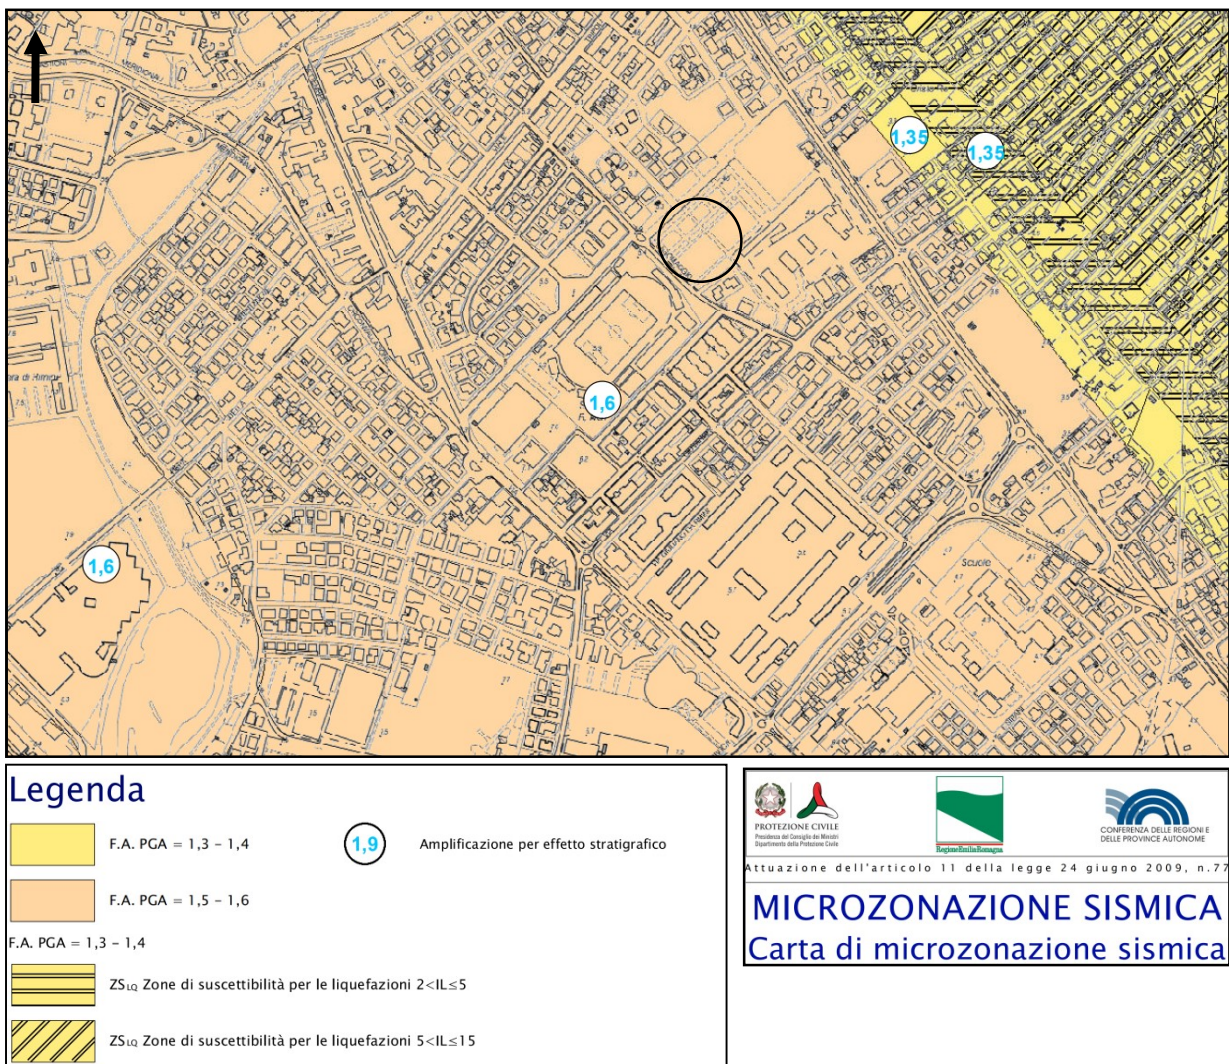 1,35
1,35
1,6
1,6
Scuole
Legenda
F.A. PGA = 1,3 - 1,4
1,9
Amplificazione per effetto stratigrafico
F.A. PGA = 1,5 - 1,6
F.A. PGA = 1,3 - 1,4
ZSLQ Zone di suscettibilità per le liquefazioni 2<IL≤5
ZSLQ Zone di suscettibilità per le liquefazioni 5<IL≤15
PROTEZIONE CIVILE
Presidenza del Consiglio dei Ministri
Dipartimento della Protezione Civile
RegioneEmiliaRomagna
CONFERENZA DELLE REGIONI E
DELLE PROVINCE AUTONOME
Attuazione dell'articolo 11 della legge 24 giugno 2009, n.77
MICROZONAZIONE SISMICA
Carta di microzonazione sismica